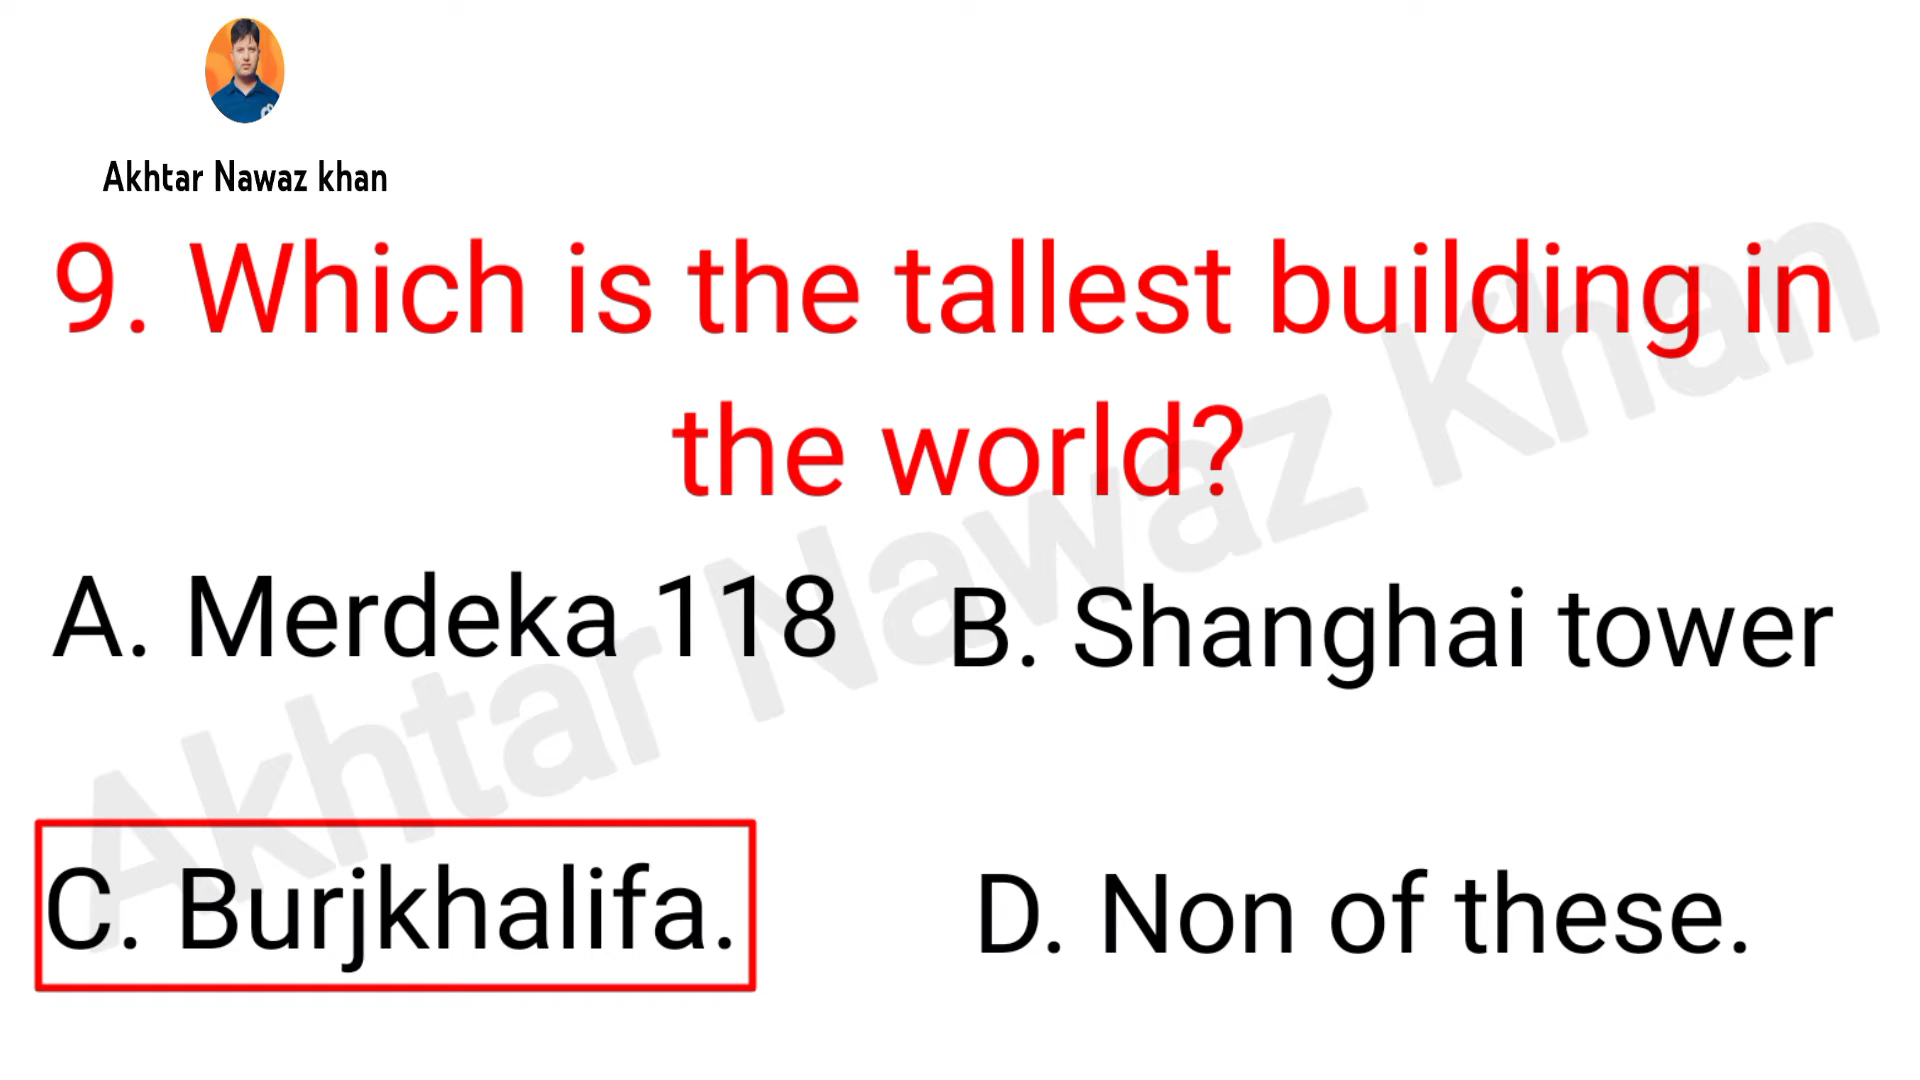 Akhtar Nawaz khan
9. Which is the tallest building in
the world?
A. Merdeka 118
B. Shanghai tower
C. Burjkhalifa.
D. Non of these.
Akhtar Nawaz Khan